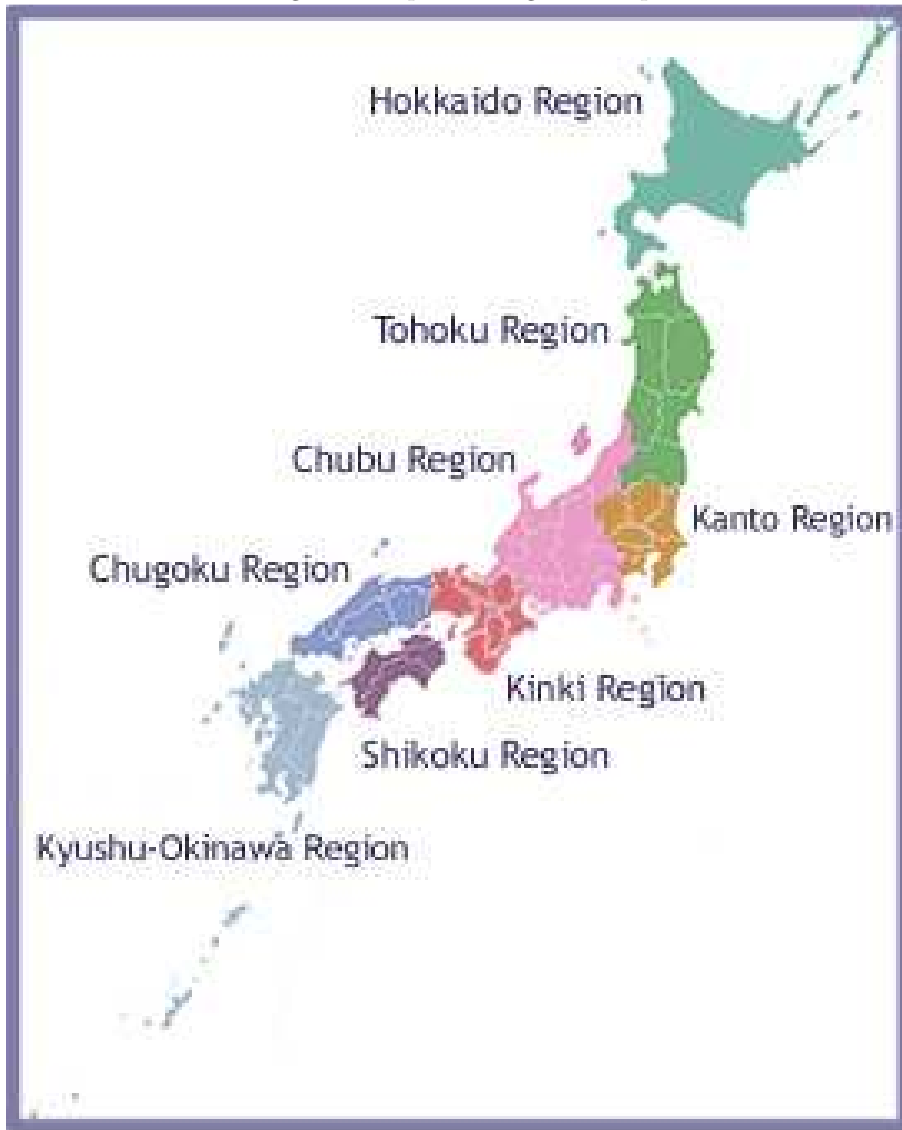 Hokkaido Region
Tohoku Region
Chubu Region
Kanto Region
Chugoku Region
Kinki Region
Shikoku Region
Kyushu-Okinawa Region